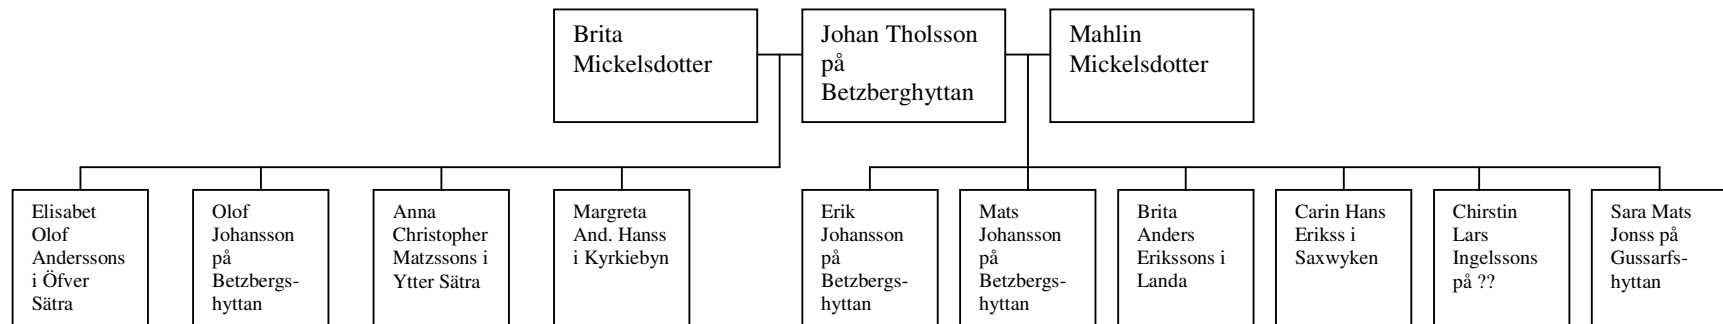 Brita
Mickelsdotter
Johan Tholsson
på
Betzberghyttan
Mahlin
Mickelsdotter
Elisabet
Olof
Anderssons
i Öfver
Sätra
Olof
Johansson
på
Betzbergs-
hyttan
Anna
Christopher
Matzssons i
Ytter Sätra
Margreta
And. Hanss
i Kyrkiebyn
Erik
Johansson
på
Betzbergs-
hyttan
Mats
Johansson
på
Betzbergs-
hyttan
Brita
Anders
Erikssons i
Landa
Carin Hans
Erikss i
Saxwyken
Chirstin
Lars
Ingelssons
på ??
Sara Mats
Jonss på
Gussarfs-
hyttan